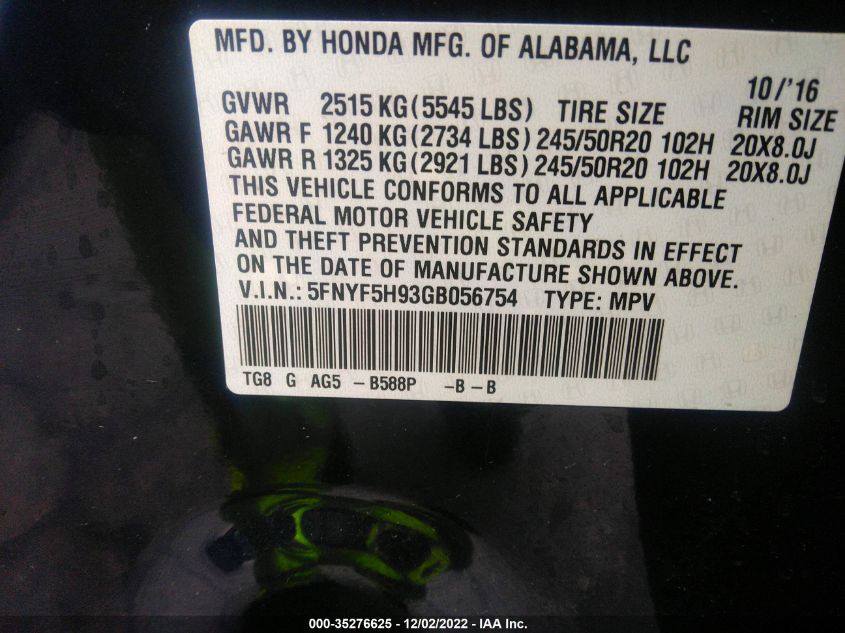 MFD. BY HONDA MFG. OF ALABAMA, LLC
10/'16
GVWR 2515 KG (5545 LBS) TIRE SIZE RIM SIZE
GAWR F 1240 KG (2734 LBS) 245/50R20 102H 20X8.0J
GAWR R 1325 KG (2921 LBS) 245/50R20 102H 20X8.0J
THIS VEHICLE CONFORMS TO ALL APPLICABLE
FEDERAL MOTOR VEHICLE SAFETY
AND THEFT PREVENTION STANDARDS IN EFFECT
ON THE DATE OF MANUFACTURE SHOWN ABOVE.
V.I.N.: 5FNYF5H93GB056754 TYPE: MPV
TG8 G AG5 - B588P - B - B
000-35276625 - 12/02/2022 - IAA Inc.